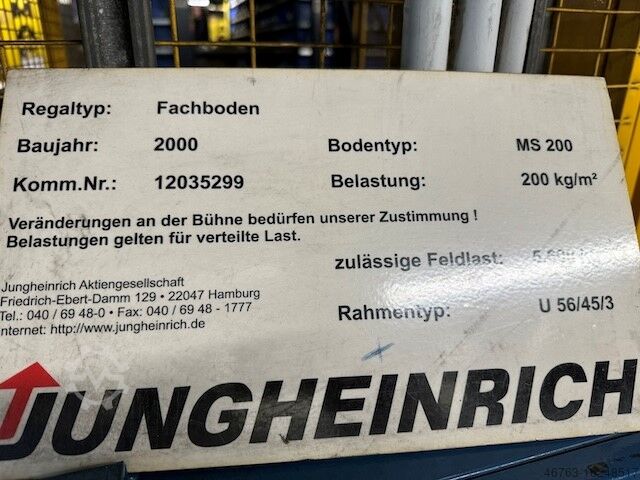 Regaltyp: Fachboden
Baujahr: 2000 Bodentyp: MS 200
Komm.Nr.: 12035299 Belastung: 200 kg/m²
Veränderungen an der Bühne bedürfen unserer Zustimmung !
Belastungen gelten für verteilte Last.
zulässige Feldlast:
Jungheinrich Aktiengesellschaft
Friedrich-Ebert-Damm 129 • 22047 Hamburg
Tel.: 040 / 69 48-0 • Fax: 040 / 69 48 - 1777
Internet: http://www.jungheinrich.de
Rahmentyp: U 56/45/3
JUNGHEINRICH